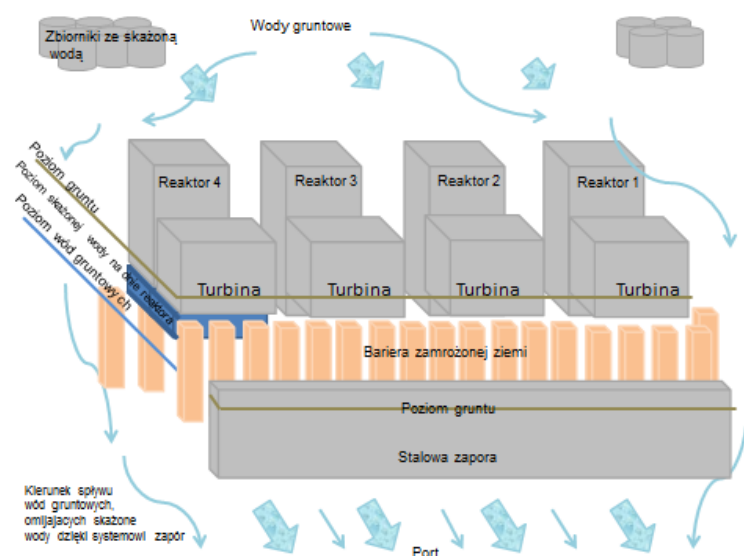 Zbiorniki ze skażoną
wodą
Wody gruntowe
Reaktor 4
Reaktor 3
Reaktor 2
Reaktor 1
Poziom gruntu
Poziom skażonej wody na dnie reaktora
Poziom wód gruntowych
Turbina
Turbina
Turbina
Turbina
Bariera zamrożonej ziemi
Poziom gruntu
Stalowa zapora
Kierunek spływu
wód gruntowych,
omijających skażone
wody dzięki systemowi zapór
Port